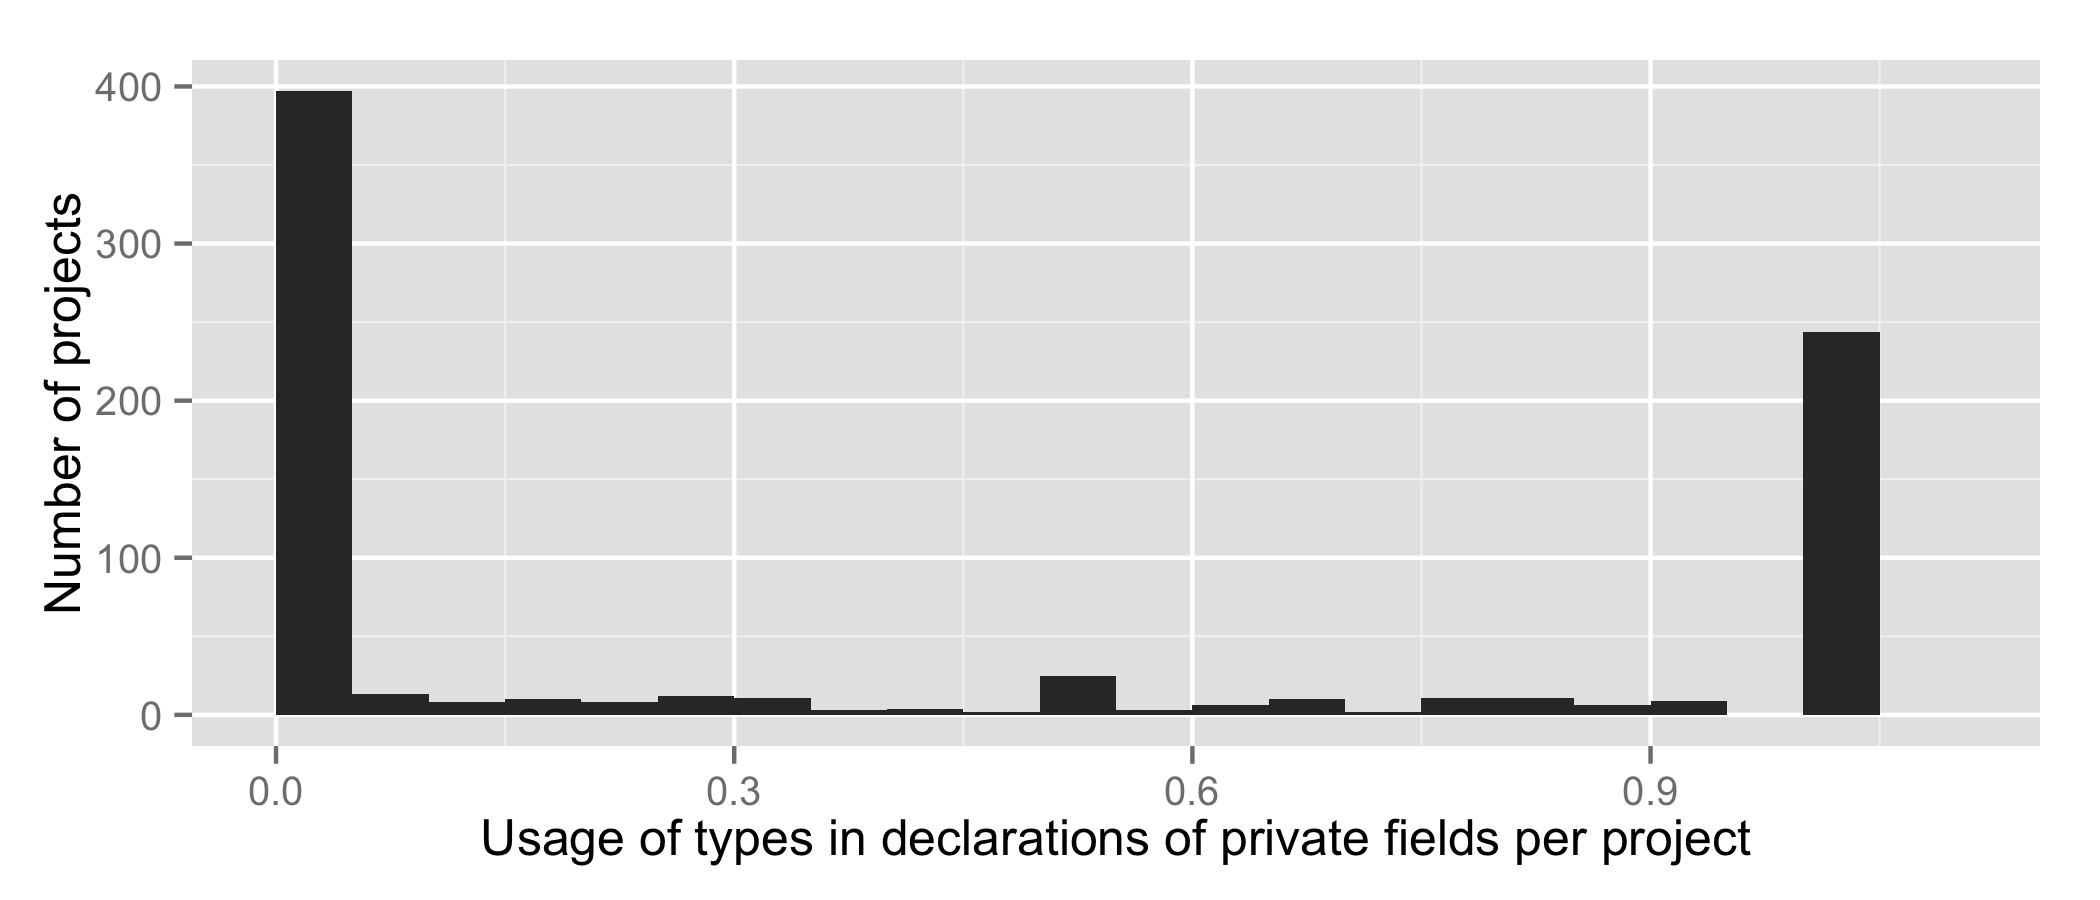 Number of projects
400
300
200
100
0
0.0 0.3 0.6 0.9
Usage of types in declarations of private fields per project